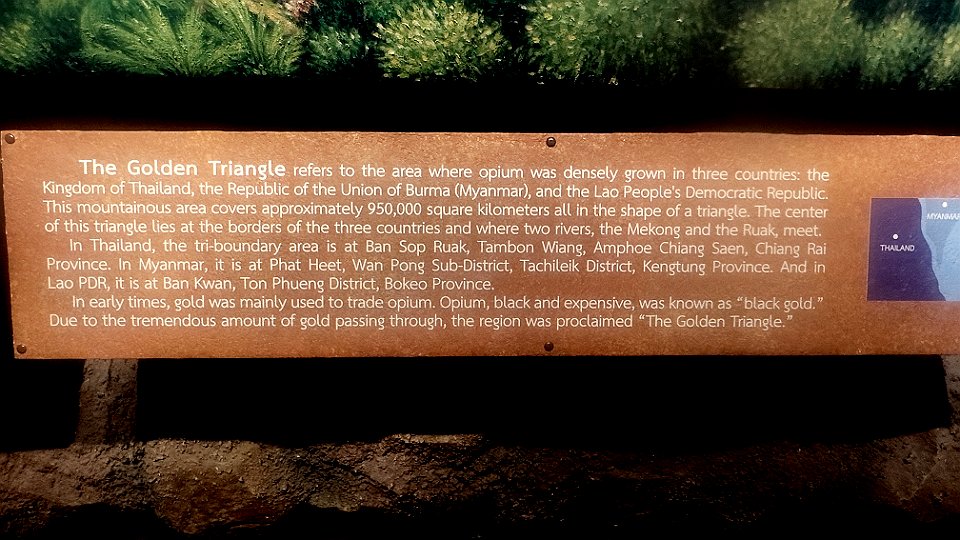 The Golden Triangle refers to the area where opium was densely grown in three countries: the
Kingdom of Thailand, the Republic of the Union of Burma (Myanmar), and the Lao People's Democratic Republic.
This mountainous area covers approximately 950,000 square kilometers all in the shape of a triangle. The center
of this triangle lies at the borders of the three countries and where two rivers, the Mekong and the Ruak, meet.
In Thailand, the tri-boundary area is at Ban Sop Ruak, Tambon Wiang, Amphoe Chiang Saen, Chiang Rai
Province. In Myanmar, it is at Phat Heet, Wan Pong Sub-District, Tachileik District, Kengtung Province. And in
Lao PDR, it is at Ban Kwan, Ton Phueng District, Bokeo Province.
In early times, gold was mainly used to trade opium. Opium, black and expensive, was known as “black gold.”
Due to the tremendous amount of gold passing through, the region was proclaimed “The Golden Triangle.”
MYANMAR
THAILAND